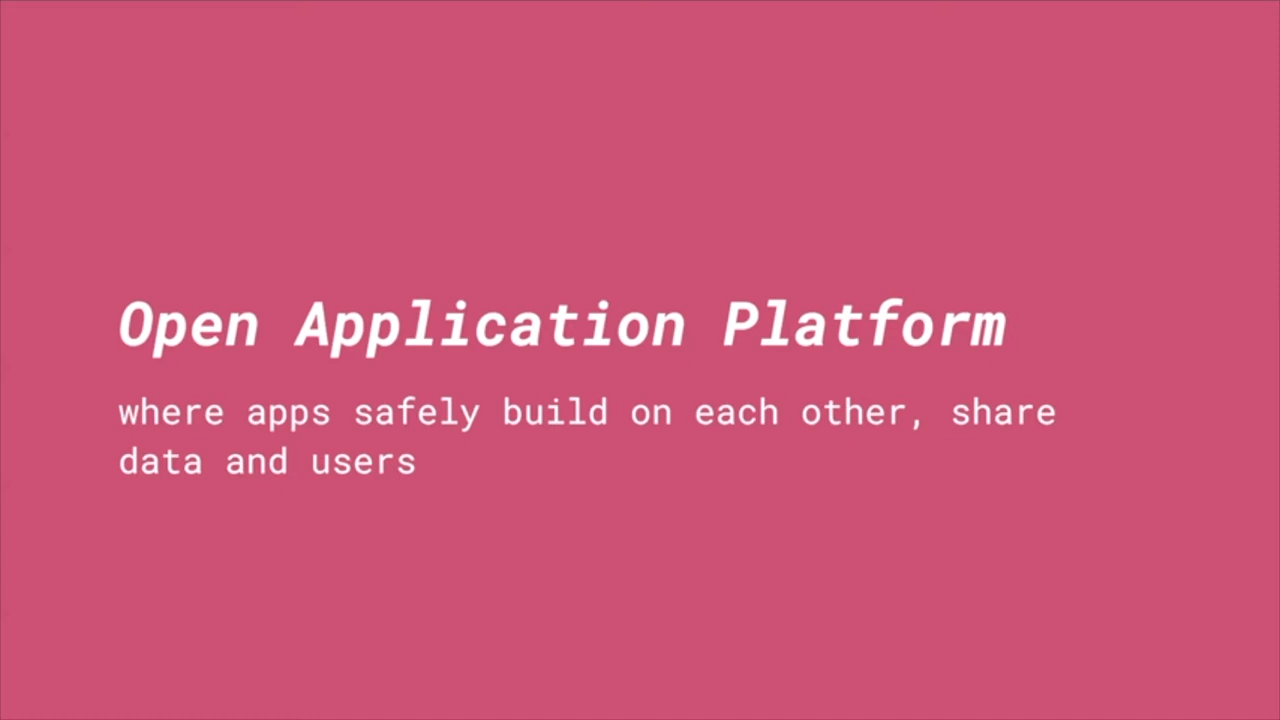 Open Application Platform
where apps safely build on each other, share
data and users